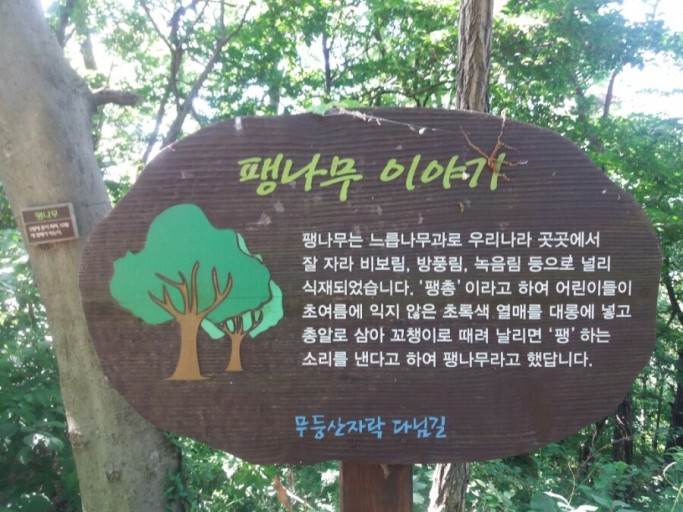 팽나무 이야기
팽나무는 느릅나무과로 우리나라 곳곳에서
잘 자라 비보림, 방풍림, 녹음림 등으로 널리
식재되었습니다. '팽총' 이라고 하여 어린이들이
초여름에 익지 않은 초록색 열매를 대롱에 넣고
총알로 삼아 꼬챙이로 때려 날리면 '팽' 하는
소리를 낸다고 하여 팽나무라고 했답니다.
무등산자락 다님길
팽나무